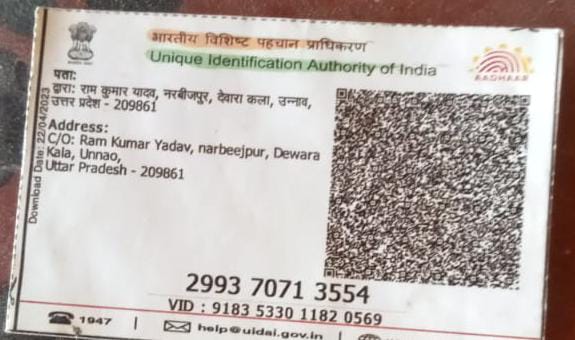 भारतीय विशिष्ट पहचान प्राधिकरण
Unique Identification Authority of India
AADHAAR
पता:
द्वारा: राम कुमार यादव, नरबीजपुर, देवारा कला, उन्नाव,
उत्तर प्रदेश - 209861
Address:
C/O: Ram Kumar Yadav, narbeejpur, Dewara
Kala, Unnao,
Uttar Pradesh - 209861
Download Date: 22/04/2023
2993 7071 3554
VID : 9183 5330 1182 0569
1947 | help@uidai.gov.in |